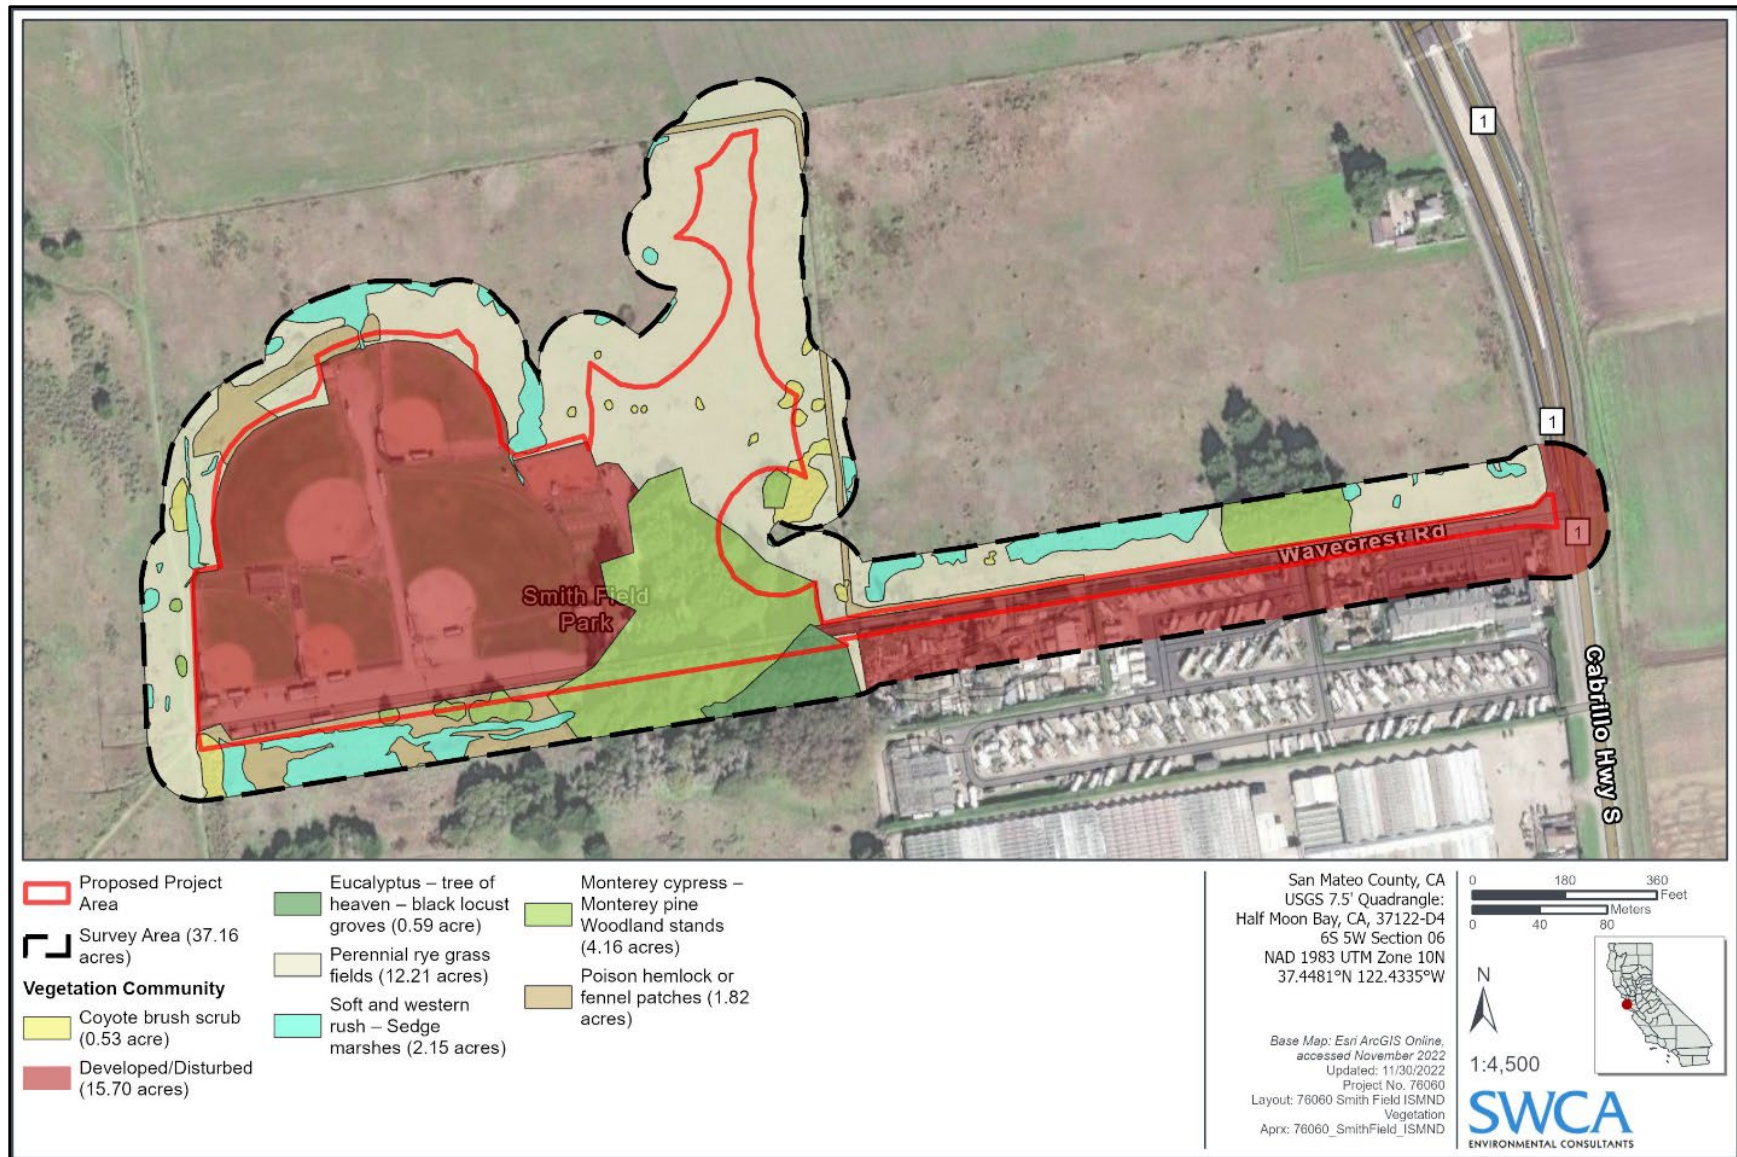 1
1
1
Smith Field
Park
Wavecrest Rd
Cabrillo Hwy S
Proposed Project
Area
Survey Area (37.16
acres)
Vegetation Community
Coyote brush scrub
(0.53 acre)
Developed/Disturbed
(15.70 acres)
Eucalyptus – tree of
heaven – black locust
groves (0.59 acre)
Perennial rye grass
fields (12.21 acres)
Soft and western
rush – Sedge
marshes (2.15 acres)
Monterey cypress –
Monterey pine
Woodland stands
(4.16 acres)
Poison hemlock or
fennel patches (1.82
acres)
San Mateo County, CA
USGS 7.5' Quadrangle:
Half Moon Bay, CA, 37122-D4
6S 5W Section 06
NAD 1983 UTM Zone 10N
37.4481°N 122.4335°W
Base Map: Esri ArcGIS Online,
accessed November 2022
Updated: 11/30/2022
Project No. 76060
Layout: 76060 Smith Field ISMND
Vegetation
Aprx: 76060_SmithField_ISMND
0 180 360
Feet
Meters
0 40 80
N
1:4,500
SWCA
ENVIRONMENTAL CONSULTANTS